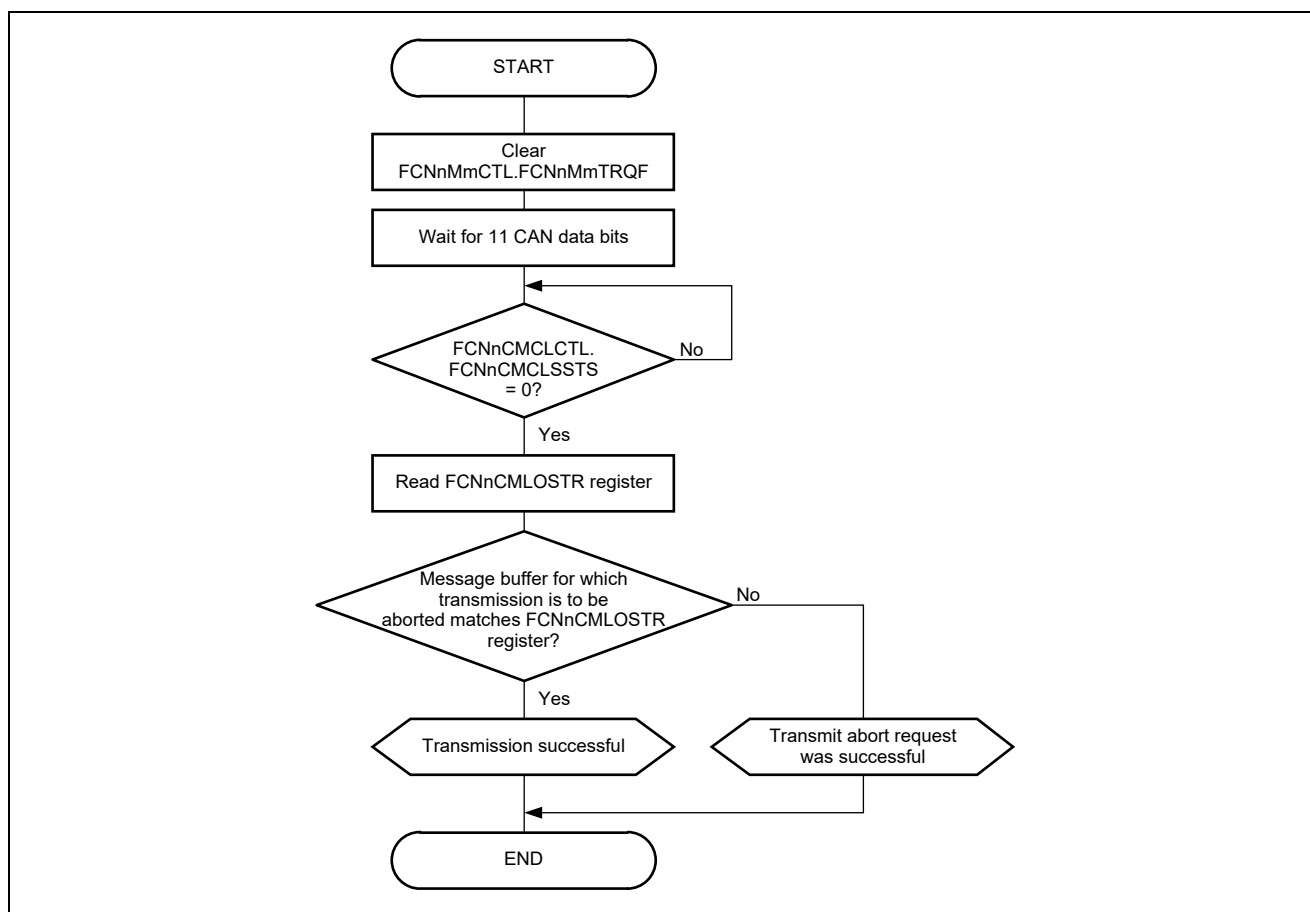 START
Clear
FCNnMmCTL.FCNnMmTRQF
Wait for 11 CAN data bits
FCNnCMCLCTL.
FCNnCMCLSSTS
= 0?
No
Yes
Read FCNnCMLOSTR register
Message buffer for which
transmission is to be
aborted matches FCNnCMLOSTR
register?
No
Yes
Transmission successful
Transmit abort request
was successful
END